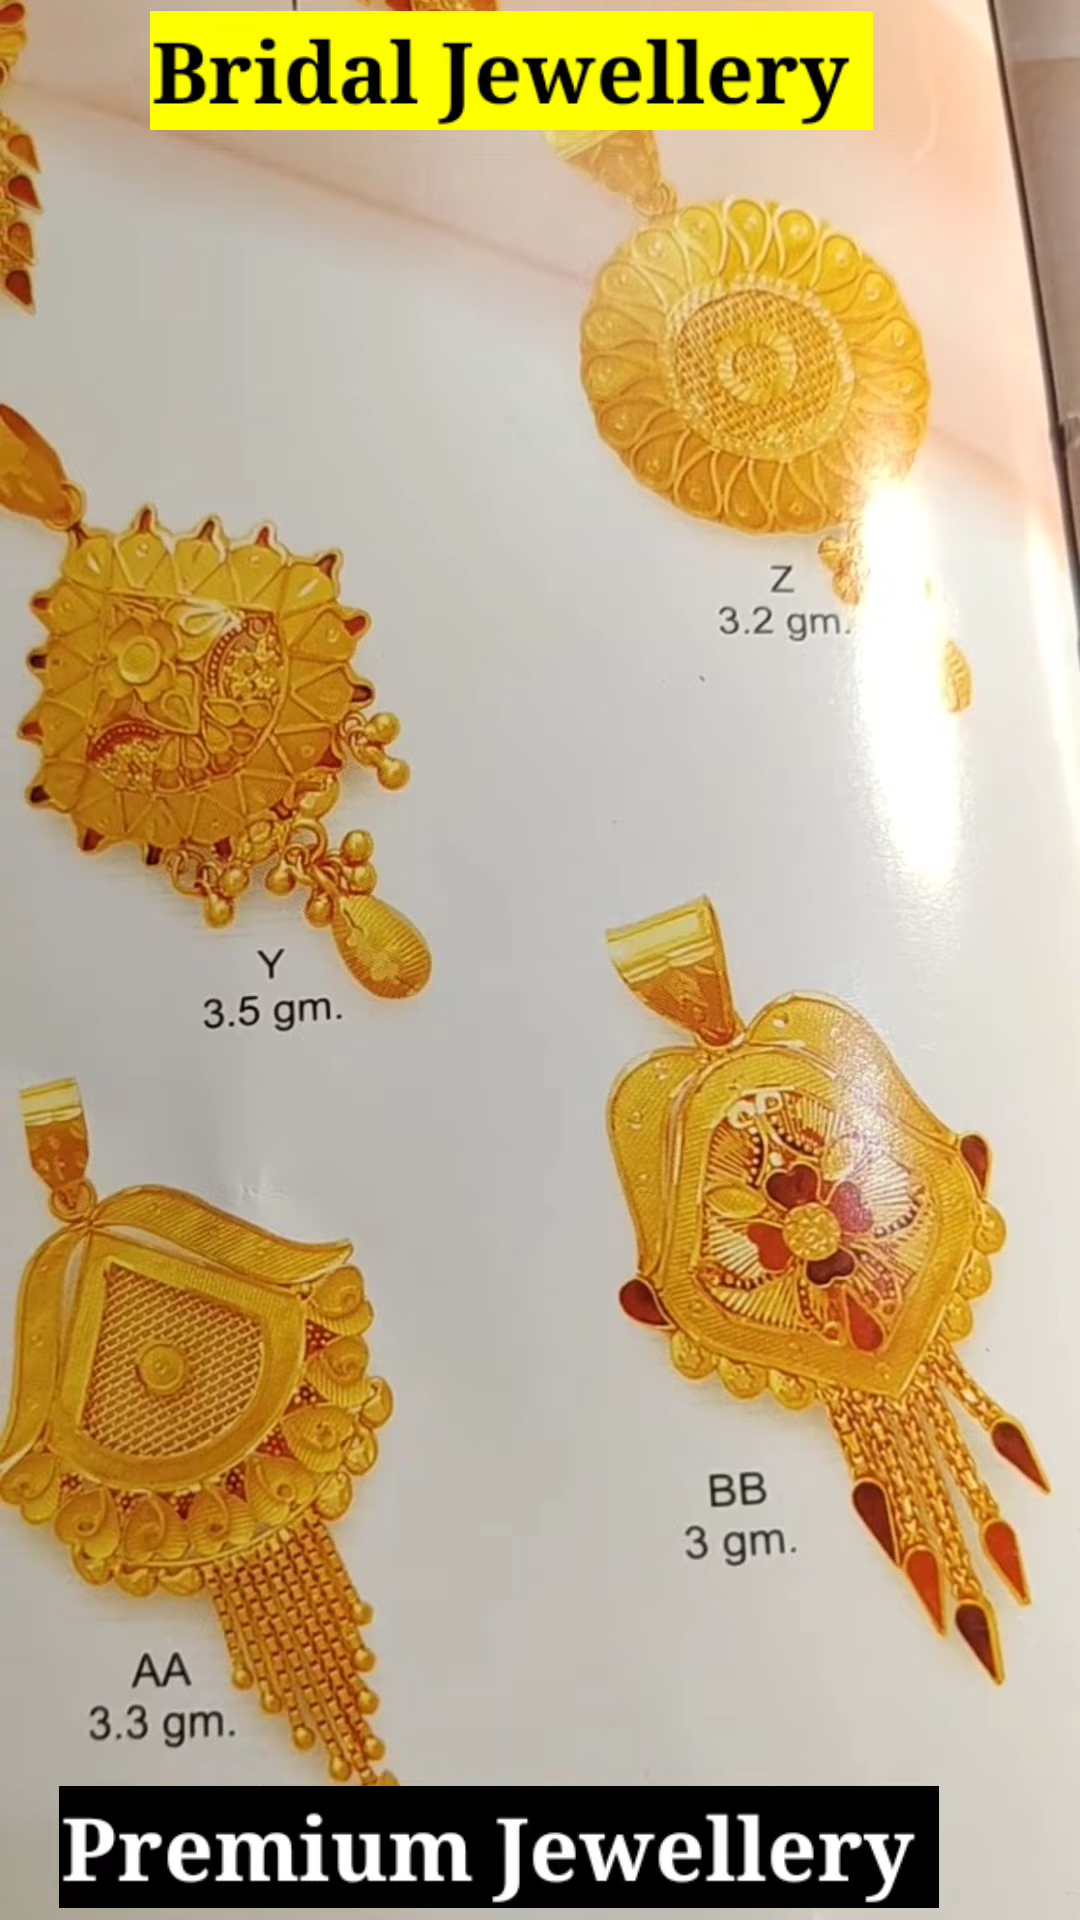 Bridal Jewellery
Z
3.2 gm.
Y
3.5 gm.
BB
3 gm.
AA
3.3 gm.
Premium Jewellery